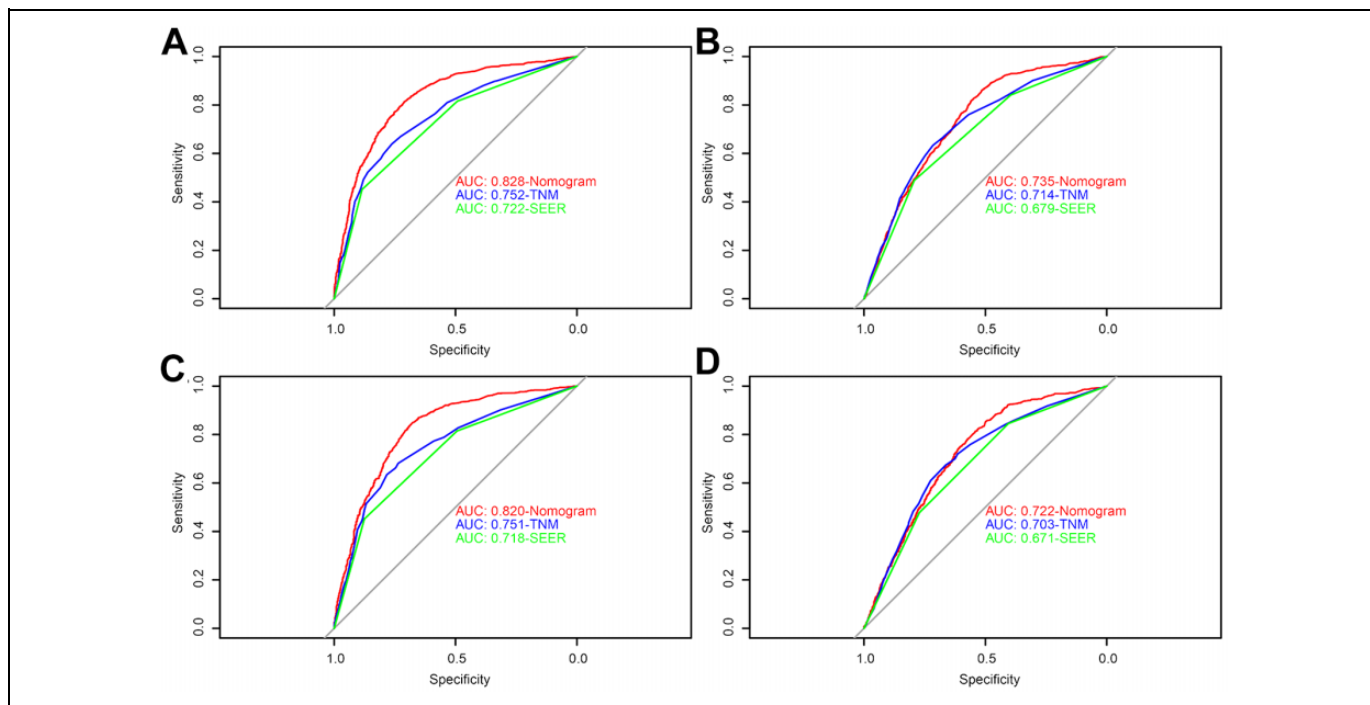 A
1.0
0.8
0.6
0.4
0.2
0.0
Sensitivity
AUC: 0.828-Nomogram
AUC: 0.752-TNM
AUC: 0.722-SEER
1.0 0.5 0.0
Specificity
B
1.0
0.8
0.6
0.4
0.2
0.0
Sensitivity
AUC: 0.735-Nomogram
AUC: 0.714-TNM
AUC: 0.679-SEER
1.0 0.5 0.0
Specificity
C
1.0
0.8
0.6
0.4
0.2
0.0
Sensitivity
AUC: 0.820-Nomogram
AUC: 0.751-TNM
AUC: 0.718-SEER
1.0 0.5 0.0
Specificity
D
1.0
0.8
0.6
0.4
0.2
0.0
Sensitivity
AUC: 0.722-Nomogram
AUC: 0.703-TNM
AUC: 0.671-SEER
1.0 0.5 0.0
Specificity